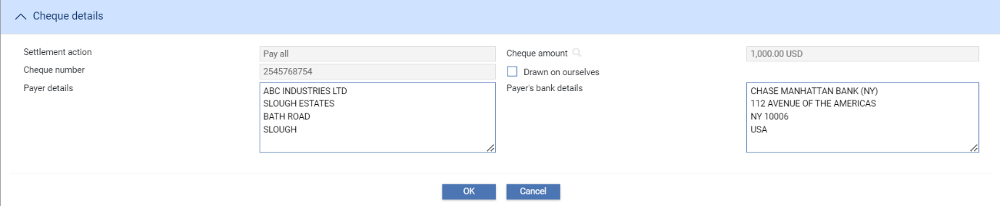 Cheque details
Settlement action
Pay all
Cheque amount
1,000.00 USD
Cheque number
2545768754
Drawn on ourselves
Payer details
ABC INDUSTRIES LTD
SLOUGH ESTATES
BATH ROAD
SLOUGH
Payer's bank details
CHASE MANHATTAN BANK (NY)
112 AVENUE OF THE AMERICAS
NY 10006
USA
OK
Cancel